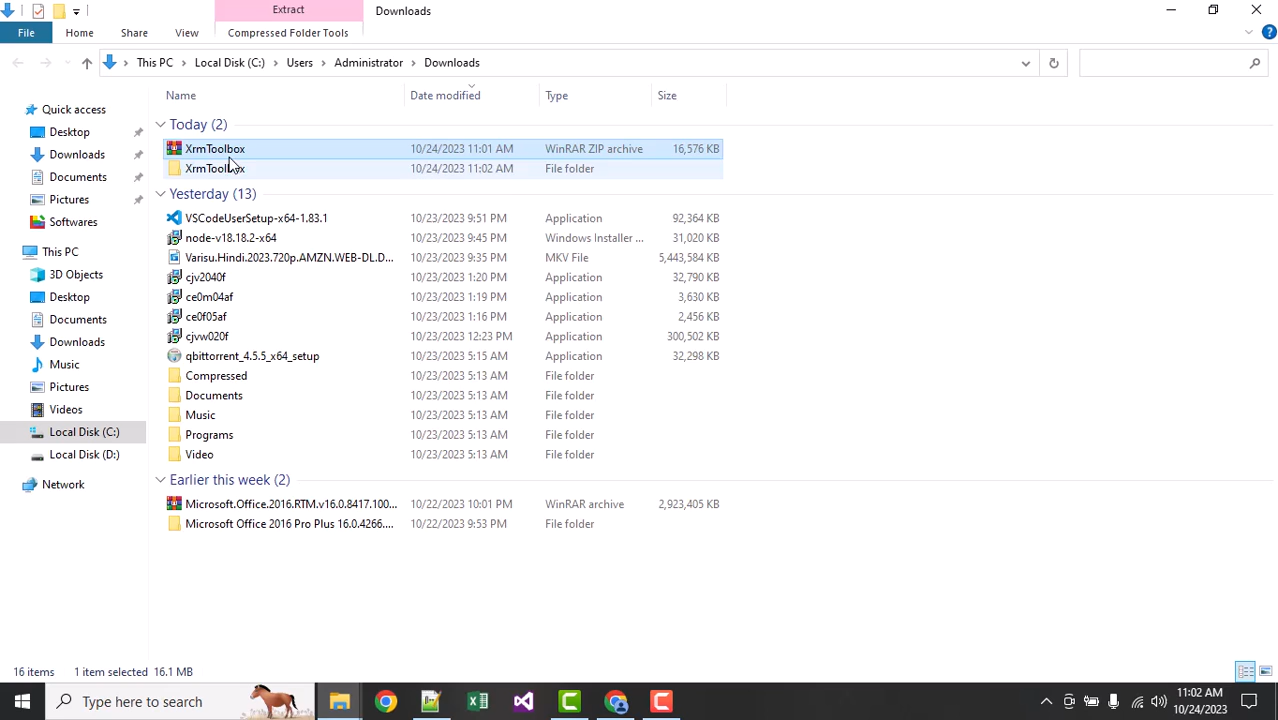 Extract
Downloads
File
Home
Share
View
Compressed Folder Tools
This PC
Local Disk (C:)
Users
Administrator
Downloads
Name
Date modified
Type
Size
Quick access
Desktop
Downloads
Documents
Pictures
Softwares
This PC
3D Objects
Desktop
Documents
Downloads
Music
Pictures
Videos
Local Disk (C:)
Local Disk (D:)
Network
Today (2)
XrmToolbox 10/24/2023 11:01 AM WinRAR ZIP archive 16,576 KB
XrmToolbox 10/24/2023 11:02 AM File folder
Yesterday (13)
VSCodeUserSetup-x64-1.83.1 10/23/2023 9:51 PM Application 92,364 KB
node-v18.18.2-x64 10/23/2023 9:45 PM Windows Installer ... 31,020 KB
Varisu.Hindi.2023.720p.AMZN.WEB-DL.D... 10/23/2023 9:35 PM MKV File 5,443,584 KB
cjv2040f 10/23/2023 1:20 PM Application 32,790 KB
ce0m04af 10/23/2023 1:19 PM Application 3,630 KB
ce0f05af 10/23/2023 1:16 PM Application 2,456 KB
cjvw020f 10/23/2023 12:23 PM Application 300,502 KB
qbittorrent_4.5.5_x64_setup 10/23/2023 5:15 AM Application 32,298 KB
Compressed 10/23/2023 5:13 AM File folder
Documents 10/23/2023 5:13 AM File folder
Music 10/23/2023 5:13 AM File folder
Programs 10/23/2023 5:13 AM File folder
Video 10/23/2023 5:13 AM File folder
Earlier this week (2)
Microsoft.Office.2016.RTM.v16.0.8417.100... 10/22/2023 10:01 PM WinRAR archive 2,923,405 KB
Microsoft Office 2016 Pro Plus 16.0.4266.... 10/22/2023 9:53 PM File folder
16 items 1 item selected 16.1 MB
Type here to search
11:02 AM
10/24/2023